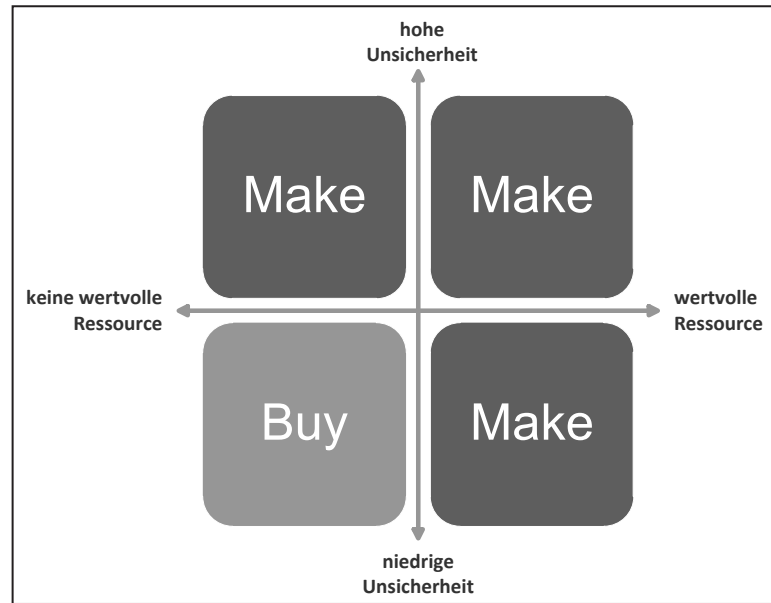 hohe
Unsicherheit
Make
Make
keine wertvolle
Ressource
wertvolle
Ressource
Buy
Make
niedrige
Unsicherheit